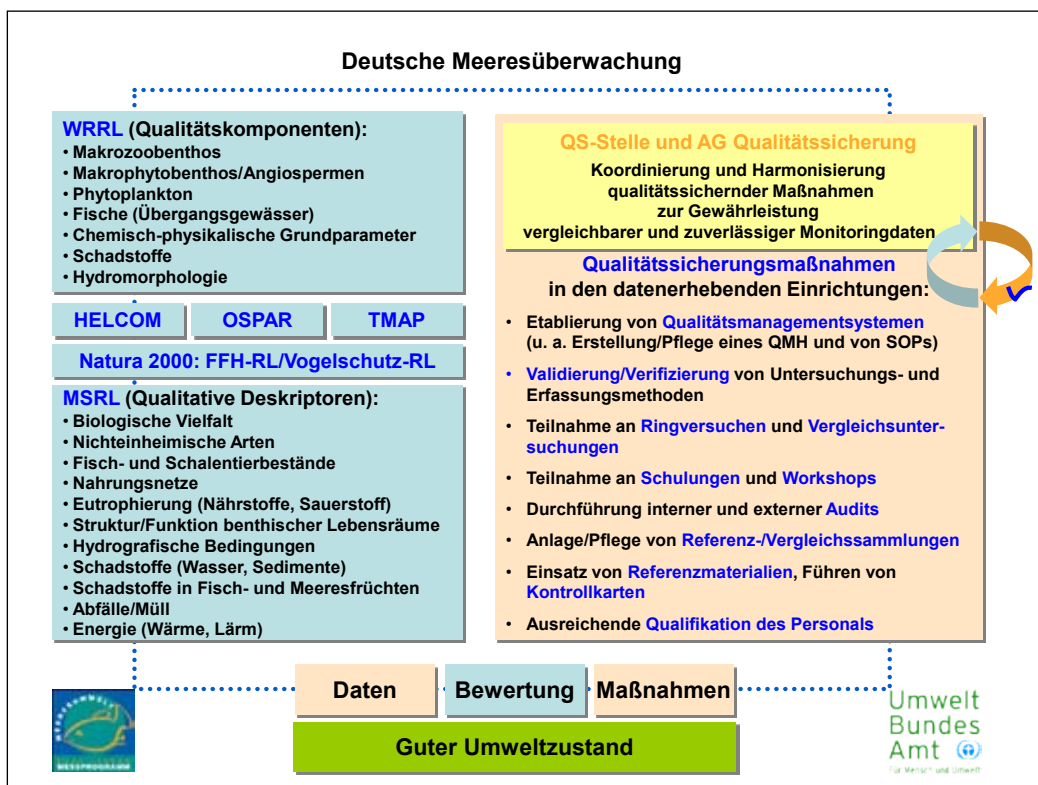 Deutsche Meeresüberwachung
WRRL (Qualitätskomponenten):
• Makrozoobenthos
• Makrophytobenthos/Angiospermen
• Phytoplankton
• Fische (Übergangsgewässer)
• Chemisch-physikalische Grundparameter
• Schadstoffe
• Hydromorphologie
HELCOM
OSPAR
TMAP
Natura 2000: FFH-RL/Vogelschutz-RL
MSRL (Qualitative Deskriptoren):
• Biologische Vielfalt
• Nichteinheimische Arten
• Fisch- und Schalentierbestände
• Nahrungsnetze
• Eutrophierung (Nährstoffe, Sauerstoff)
• Struktur/Funktion benthischer Lebensräume
• Hydrografische Bedingungen
• Schadstoffe (Wasser, Sedimente)
• Schadstoffe in Fisch- und Meeresfrüchten
• Abfälle/Müll
• Energie (Wärme, Lärm)
QS-Stelle und AG Qualitätssicherung
Koordinierung und Harmonisierung
qualitätssichernder Maßnahmen
zur Gewährleistung
vergleichbarer und zuverlässiger Monitoringdaten
Qualitätssicherungsmaßnahmen
in den datenerhebenden Einrichtungen:
• Etablierung von Qualitätsmanagementsystemen
(u. a. Erstellung/Pflege eines QMH und von SOPs)
• Validierung/Verifizierung von Untersuchungs- und
Erfassungsmethoden
• Teilnahme an Ringversuchen und Vergleichsunter-
suchungen
• Teilnahme an Schulungen und Workshops
• Durchführung interner und externer Audits
• Anlage/Pflege von Referenz-/Vergleichssammlungen
• Einsatz von Referenzmaterialien, Führen von
Kontrollkarten
• Ausreichende Qualifikation des Personals
Daten
Bewertung
Maßnahmen
Guter Umweltzustand
MESSPROGRAMM
Umwelt
Bundes
Amt
Für Mensch und Umwelt